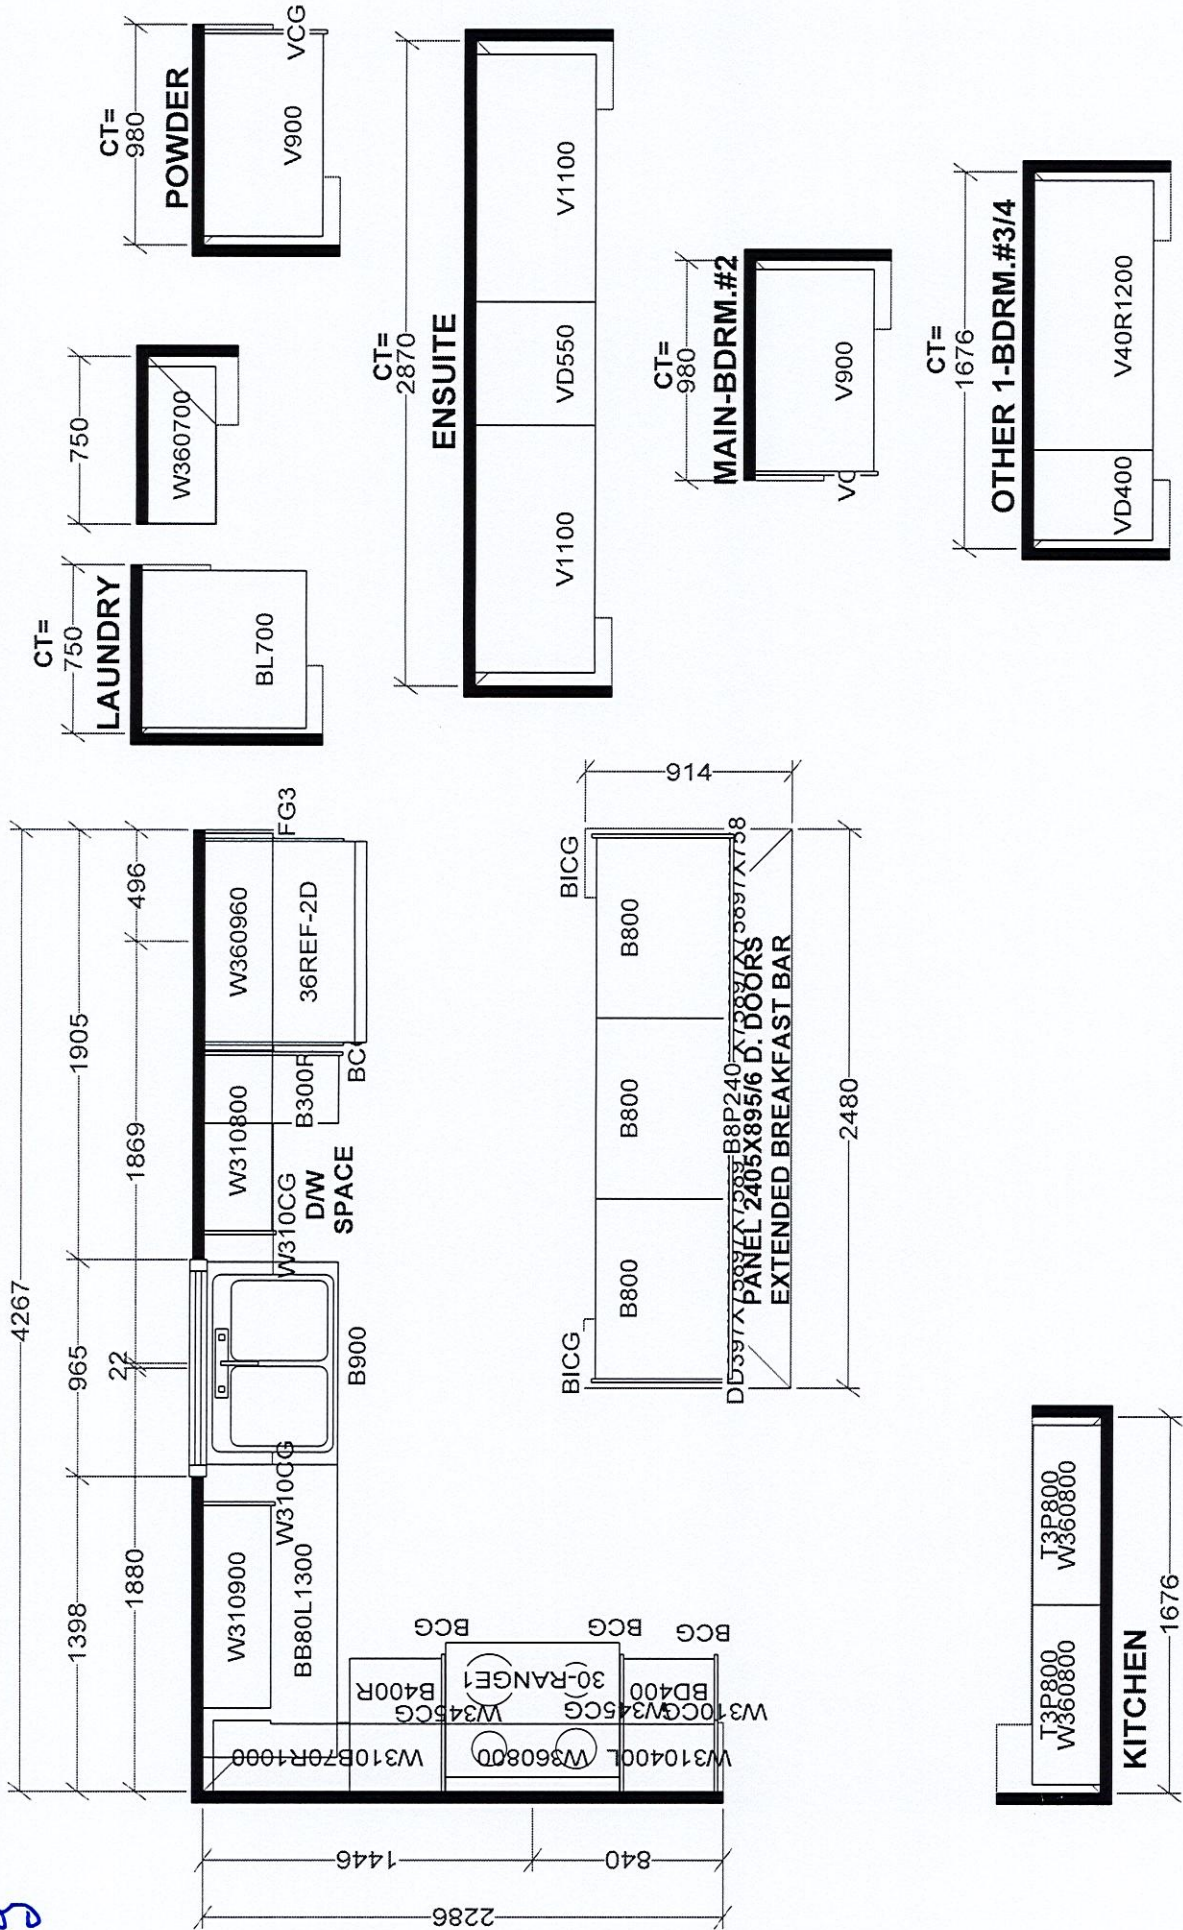 4267
1398
965
1905
1880
22
1869
496
W310900
W310CG
BB80L1300
B900
W310CG
D/W
SPACE
W310800
B300R
W360960
36REF-2D
FG3
1446
840
2286
W310B70R1000
B400R
BCG
W345CG
30-RANGE1
W360800
W345CG
BCG
BD400
W310400L
W310CG
BCG
BICG
B800
B800
B800
BICG
914
PANEL 2405X895/6 D. DOORS
EXTENDED BREAKFAST BAR
2480
T3P800
W360800
T3P800
W360800
KITCHEN
1676
CT=
750
LAUNDRY
BL700
750
W360700
CT=
980
POWDER
V900
VCG
CT=
2870
ENSUITE
V1100
VD550
V1100
CT=
980
MAIN-BDRM.#2
V900
CT=
1676
OTHER 1-BDRM.#3/4
VD400
V40R1200